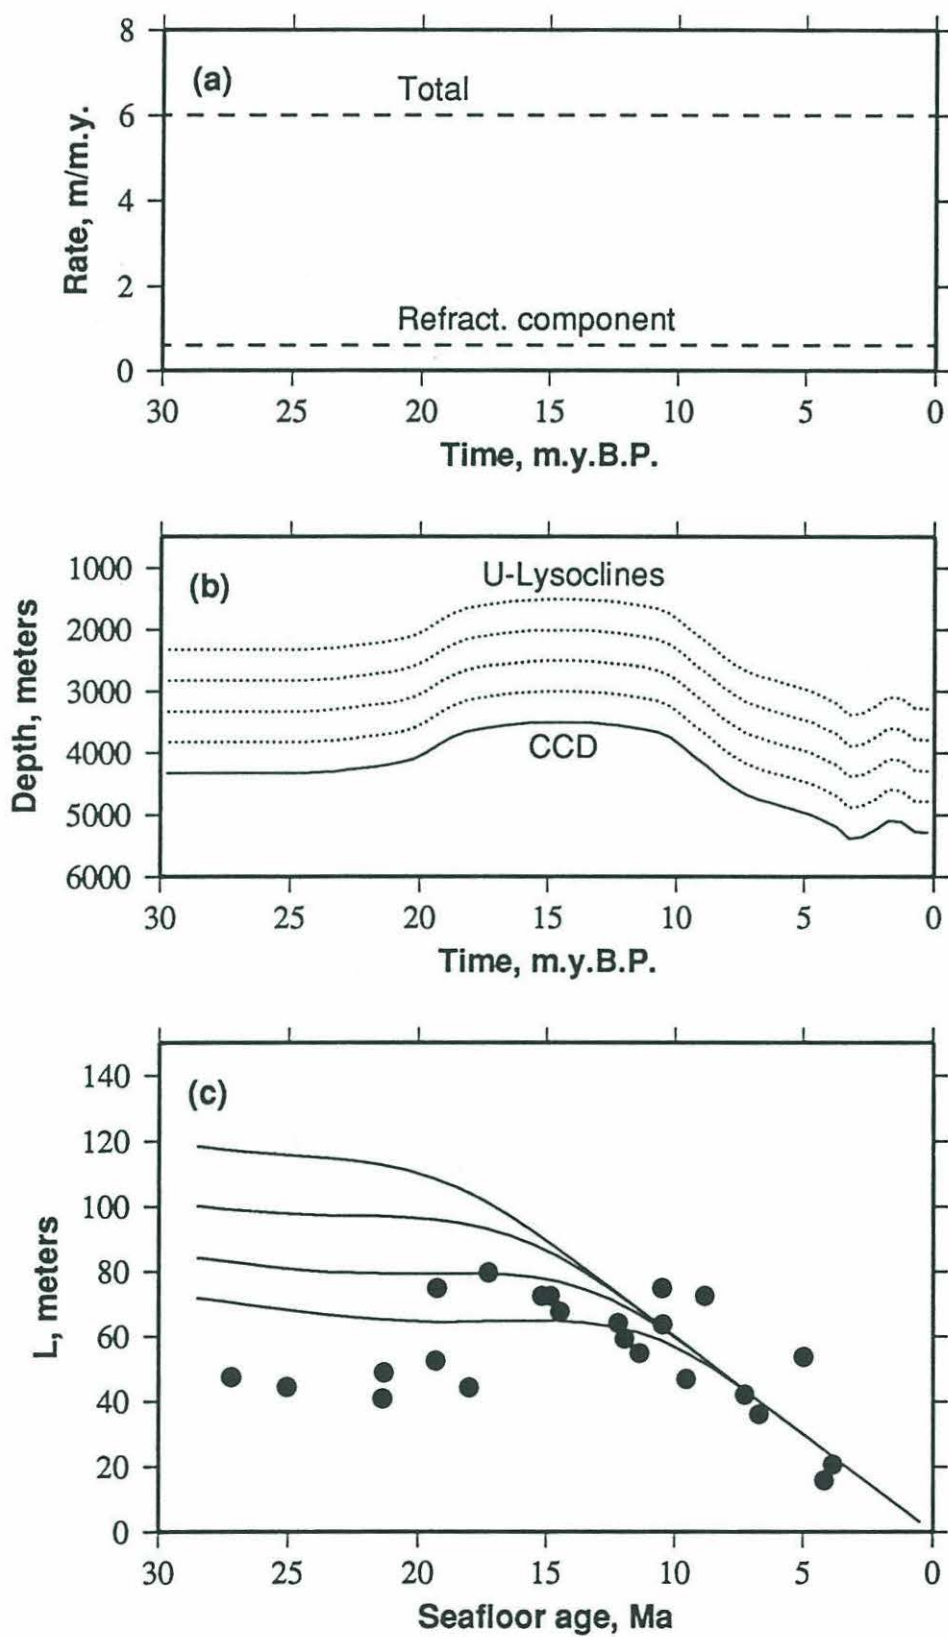 (a)
Total
Refract. component
Rate, m/m.y.
8
6
4
2
0
30 25 20 15 10 5 0
Time, m.y.B.P.
(b)
U-Lysoclines
CCD
Depth, meters
1000
2000
3000
4000
5000
6000
30 25 20 15 10 5 0
Time, m.y.B.P.
(c)
L, meters
140
120
100
80
60
40
20
0
30 25 20 15 10 5 0
Seafloor age, Ma